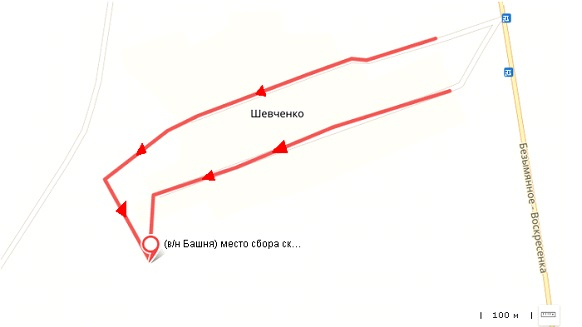 Шевченко
Безымянное - Воскресенка
(в/н Башня) место сбора ск...
100 м